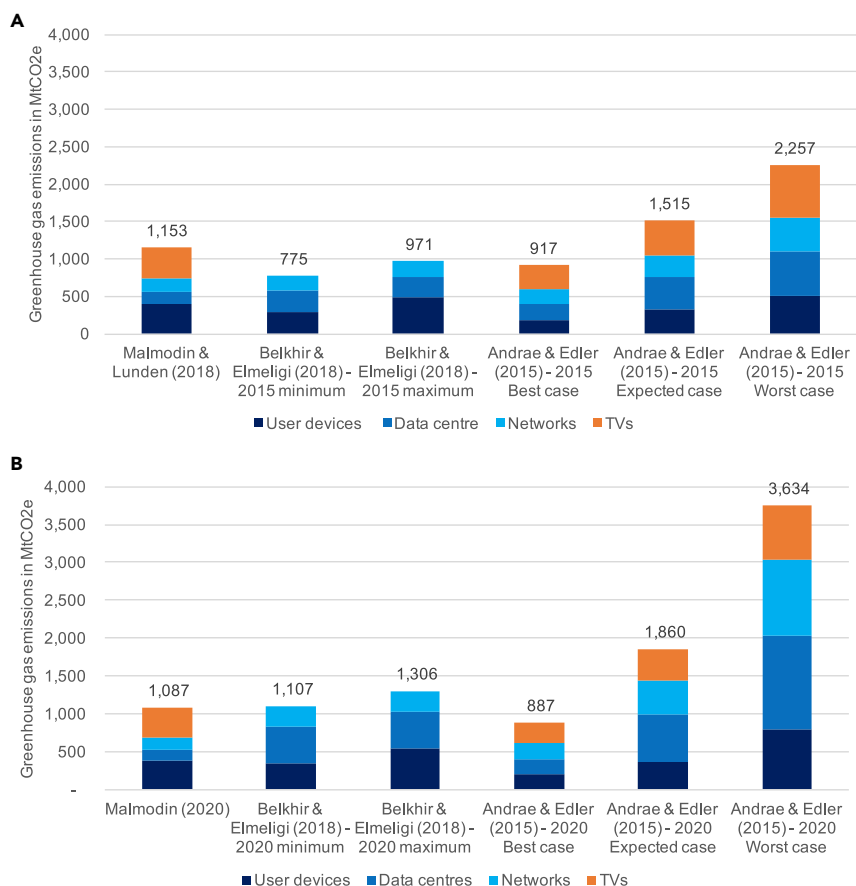 A
Greenhouse gas emissions in MtCO2e
4,000
3,500
3,000
2,500
2,000
1,500
1,000
500
0
1,153
775
971
917
1,515
2,257
Malmodin &
Lunden (2018)
Belkhir &
Elmeligi (2018) -
2015 minimum
Belkhir &
Elmeligi (2018) -
2015 maximum
Andrae & Edler
(2015) - 2015
Best case
Andrae & Edler
(2015) - 2015
Expected case
Andrae & Edler
(2015) - 2015
Worst case
User devices
Data centre
Networks
TVs
B
Greenhouse gas emissions in MtCO2e
4,000
3,500
3,000
2,500
2,000
1,500
1,000
500
-
1,087
1,107
1,306
887
1,860
3,634
Malmodin (2020)
Belkhir &
Elmeligi (2018) -
2020 minimum
Belkhir &
Elmeligi (2018) -
2020 maximum
Andrae & Edler
(2015) - 2020
Best case
Andrae & Edler
(2015) - 2020
Expected case
Andrae & Edler
(2015) - 2020
Worst case
User devices
Data centres
Networks
TVs